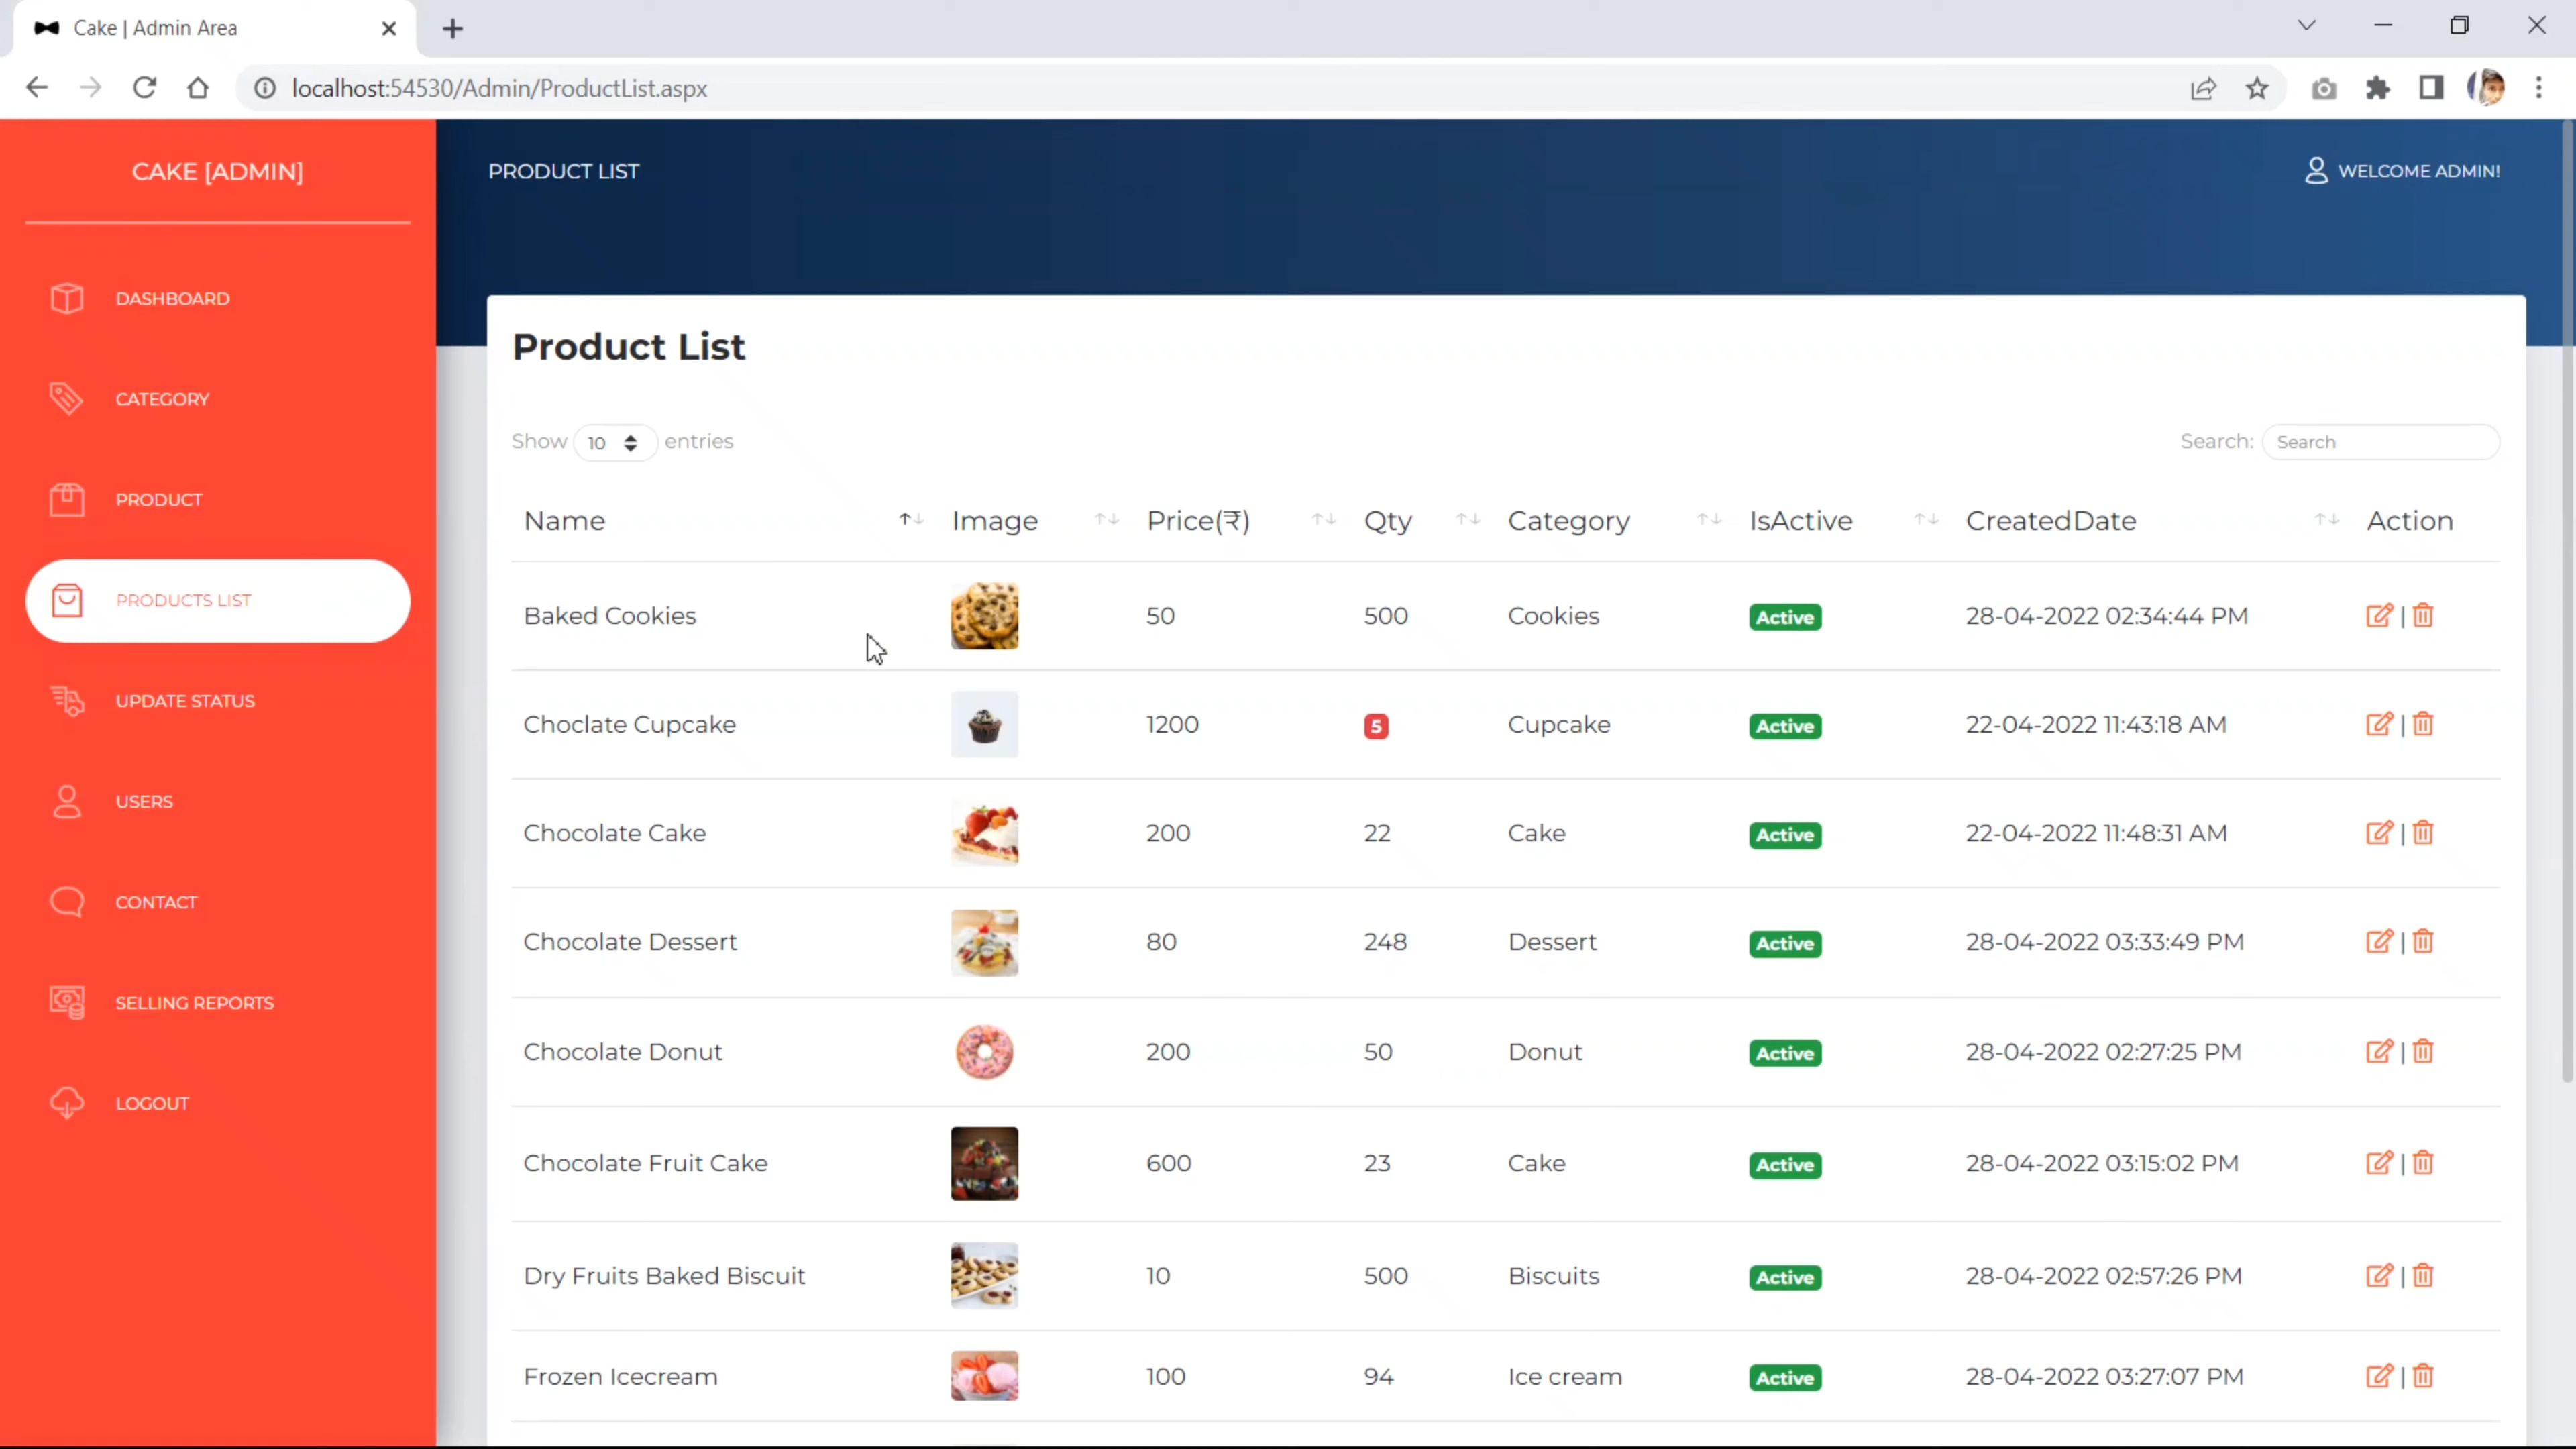 Cake | Admin Area
localhost:54530/Admin/ProductList.aspx
CAKE [ADMIN]
DASHBOARD
CATEGORY
PRODUCT
PRODUCTS LIST
UPDATE STATUS
USERS
CONTACT
SELLING REPORTS
LOGOUT
PRODUCT LIST
WELCOME ADMIN!
Product List
Show 10 entries
Search: Search
Name Image Price(₹) Qty Category IsActive CreatedDate Action
Baked Cookies 50 500 Cookies Active 28-04-2022 02:34:44 PM |
Choclate Cupcake 1200 5 Cupcake Active 22-04-2022 11:43:18 AM |
Chocolate Cake 200 22 Cake Active 22-04-2022 11:48:31 AM |
Chocolate Dessert 80 248 Dessert Active 28-04-2022 03:33:49 PM |
Chocolate Donut 200 50 Donut Active 28-04-2022 02:27:25 PM |
Chocolate Fruit Cake 600 23 Cake Active 28-04-2022 03:15:02 PM |
Dry Fruits Baked Biscuit 10 500 Biscuits Active 28-04-2022 02:57:26 PM |
Frozen Icecream 100 94 Ice cream Active 28-04-2022 03:27:07 PM |